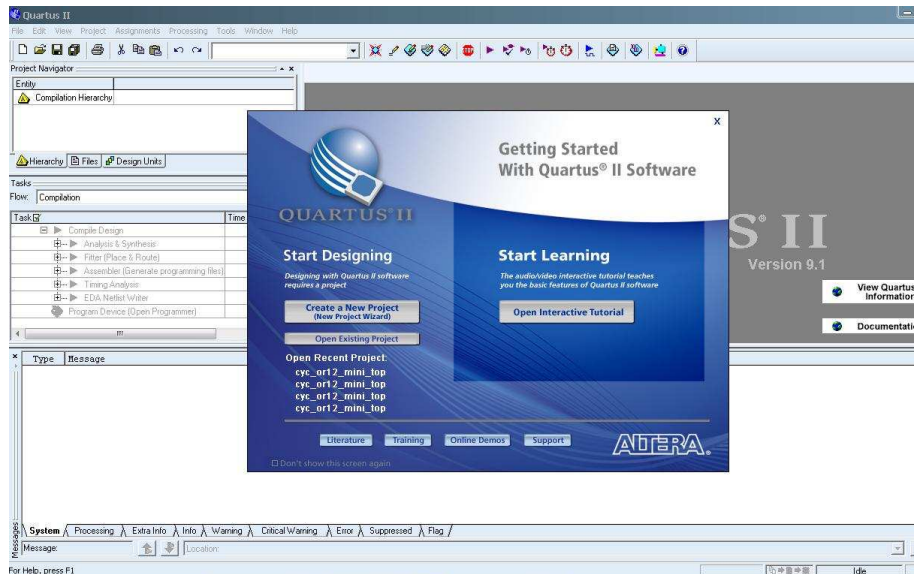 Quartus II
File Edit View Project Assignments Processing Tools Window Help
Project Navigator
Entity
Compilation Hierarchy
Hierarchy Files Design Units
Tasks
Flow: Compilation
Task Time
Compile Design
Analysis & Synthesis
Fitter (Place & Route)
Assembler (Generate programming files)
Timing Analysis
EDA Netlist Writer
Program Device (Open Programmer)
x
Getting Started
With Quartus® II Software
QUARTUS® II
Start Designing
Designing with Quartus II software
requires a project
Create a New Project
(New Project Wizard)
Open Existing Project
Open Recent Project:
cyc_or12_mini_top
cyc_or12_mini_top
cyc_or12_mini_top
cyc_or12_mini_top
Start Learning
The audio/video interactive tutorial teaches
you the basic features of Quartus II software
Open Interactive Tutorial
Literature Training Online Demos Support
ALTERA®
Don't show this screen again
S® II
Version 9.1
View Quartus
Information
Documentati
Type Message
System Processing Extra Info Info Warning Critical Warning Error Suppressed Flag
Messages
Message: Location:
For Help, press F1
Idle